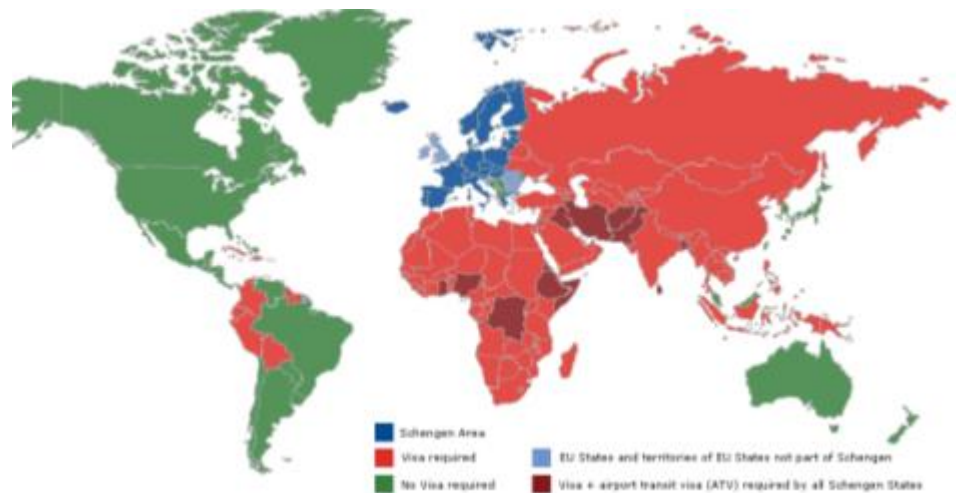 Schengen Area
Visa required
EU States and territories of EU States not part of Schengen
No Visa required
Visa + airport transit visa (ATV) required by all Schengen States